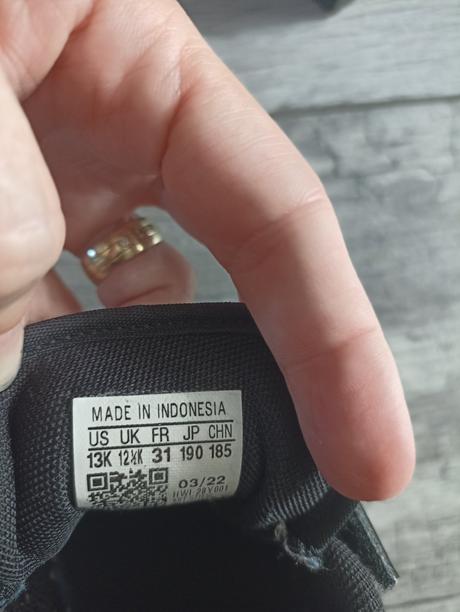 MADE IN INDONESIA
US UK FR JP CHN
13K 12½K 31 190 185
03/22